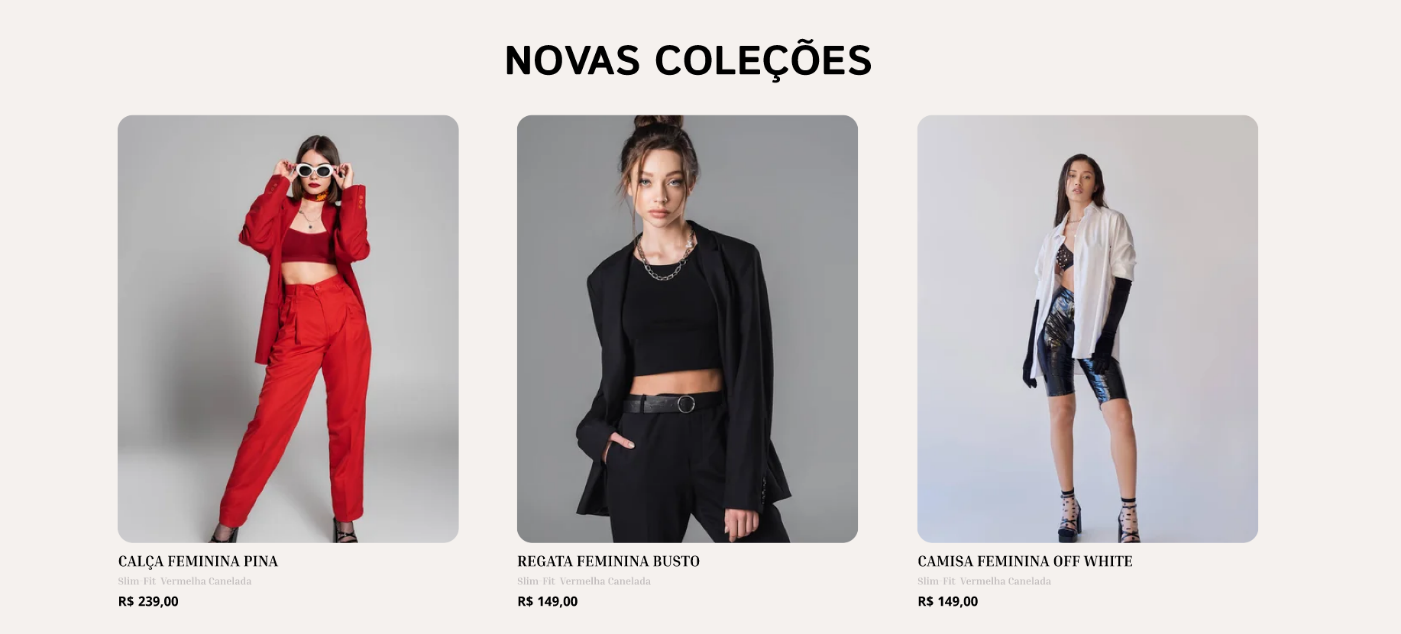 NOVAS COLEÇÕES
CALÇA FEMININA PINA
Slim Fit Vermelha Canelada
R$ 239,00
REGATA FEMININA BUSTO
Slim Fit Vermelha Canelada
R$ 149,00
CAMISA FEMININA OFF WHITE
Slim Fit Vermelha Canelada
R$ 149,00